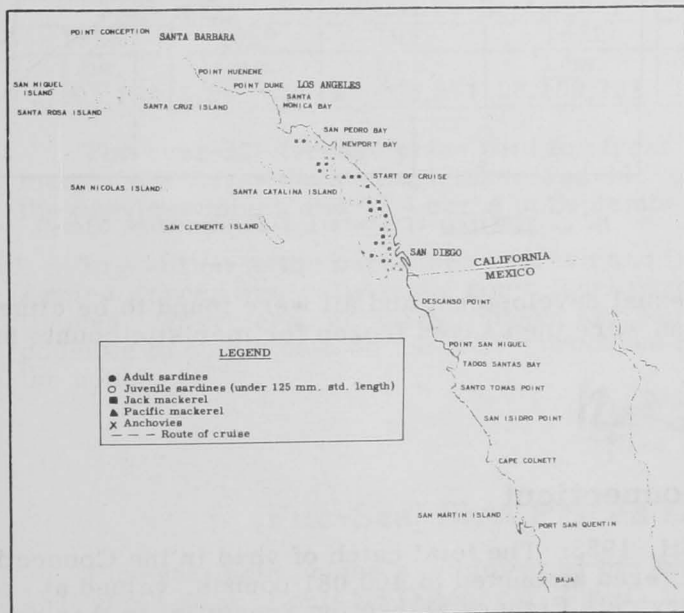 POINT CONCEPTION
SANTA BARBARA
POINT HUENEME
POINT DUME
LOS ANGELES
SAN MIQUEL
ISLAND
SANTA ROSA ISLAND
SANTA CRUZ ISLAND
SANTA
MONICA BAY
SAN PEDRO BAY
NEWPORT BAY
START OF CRUISE
SAN NICOLAS ISLAND
SANTA CATALINA ISLAND
SAN CLEMENTE ISLAND
SAN DIEGO
CALIFORNIA
MEXICO
DESCANSO POINT
POINT SAN MIQUEL
TADOS SANTAS BAY
SANTO TOMAS POINT
SAN ISIDRO POINT
CAPE COLNETT
SAN MARTIN ISLAND
PORT SAN QUENTIN
BAJA
LEGEND
Adult sardines
Juvenile sardines (under 125 mm. std. length)
Jack mackerel
Pacific mackerel
X Anchovies
Route of cruise